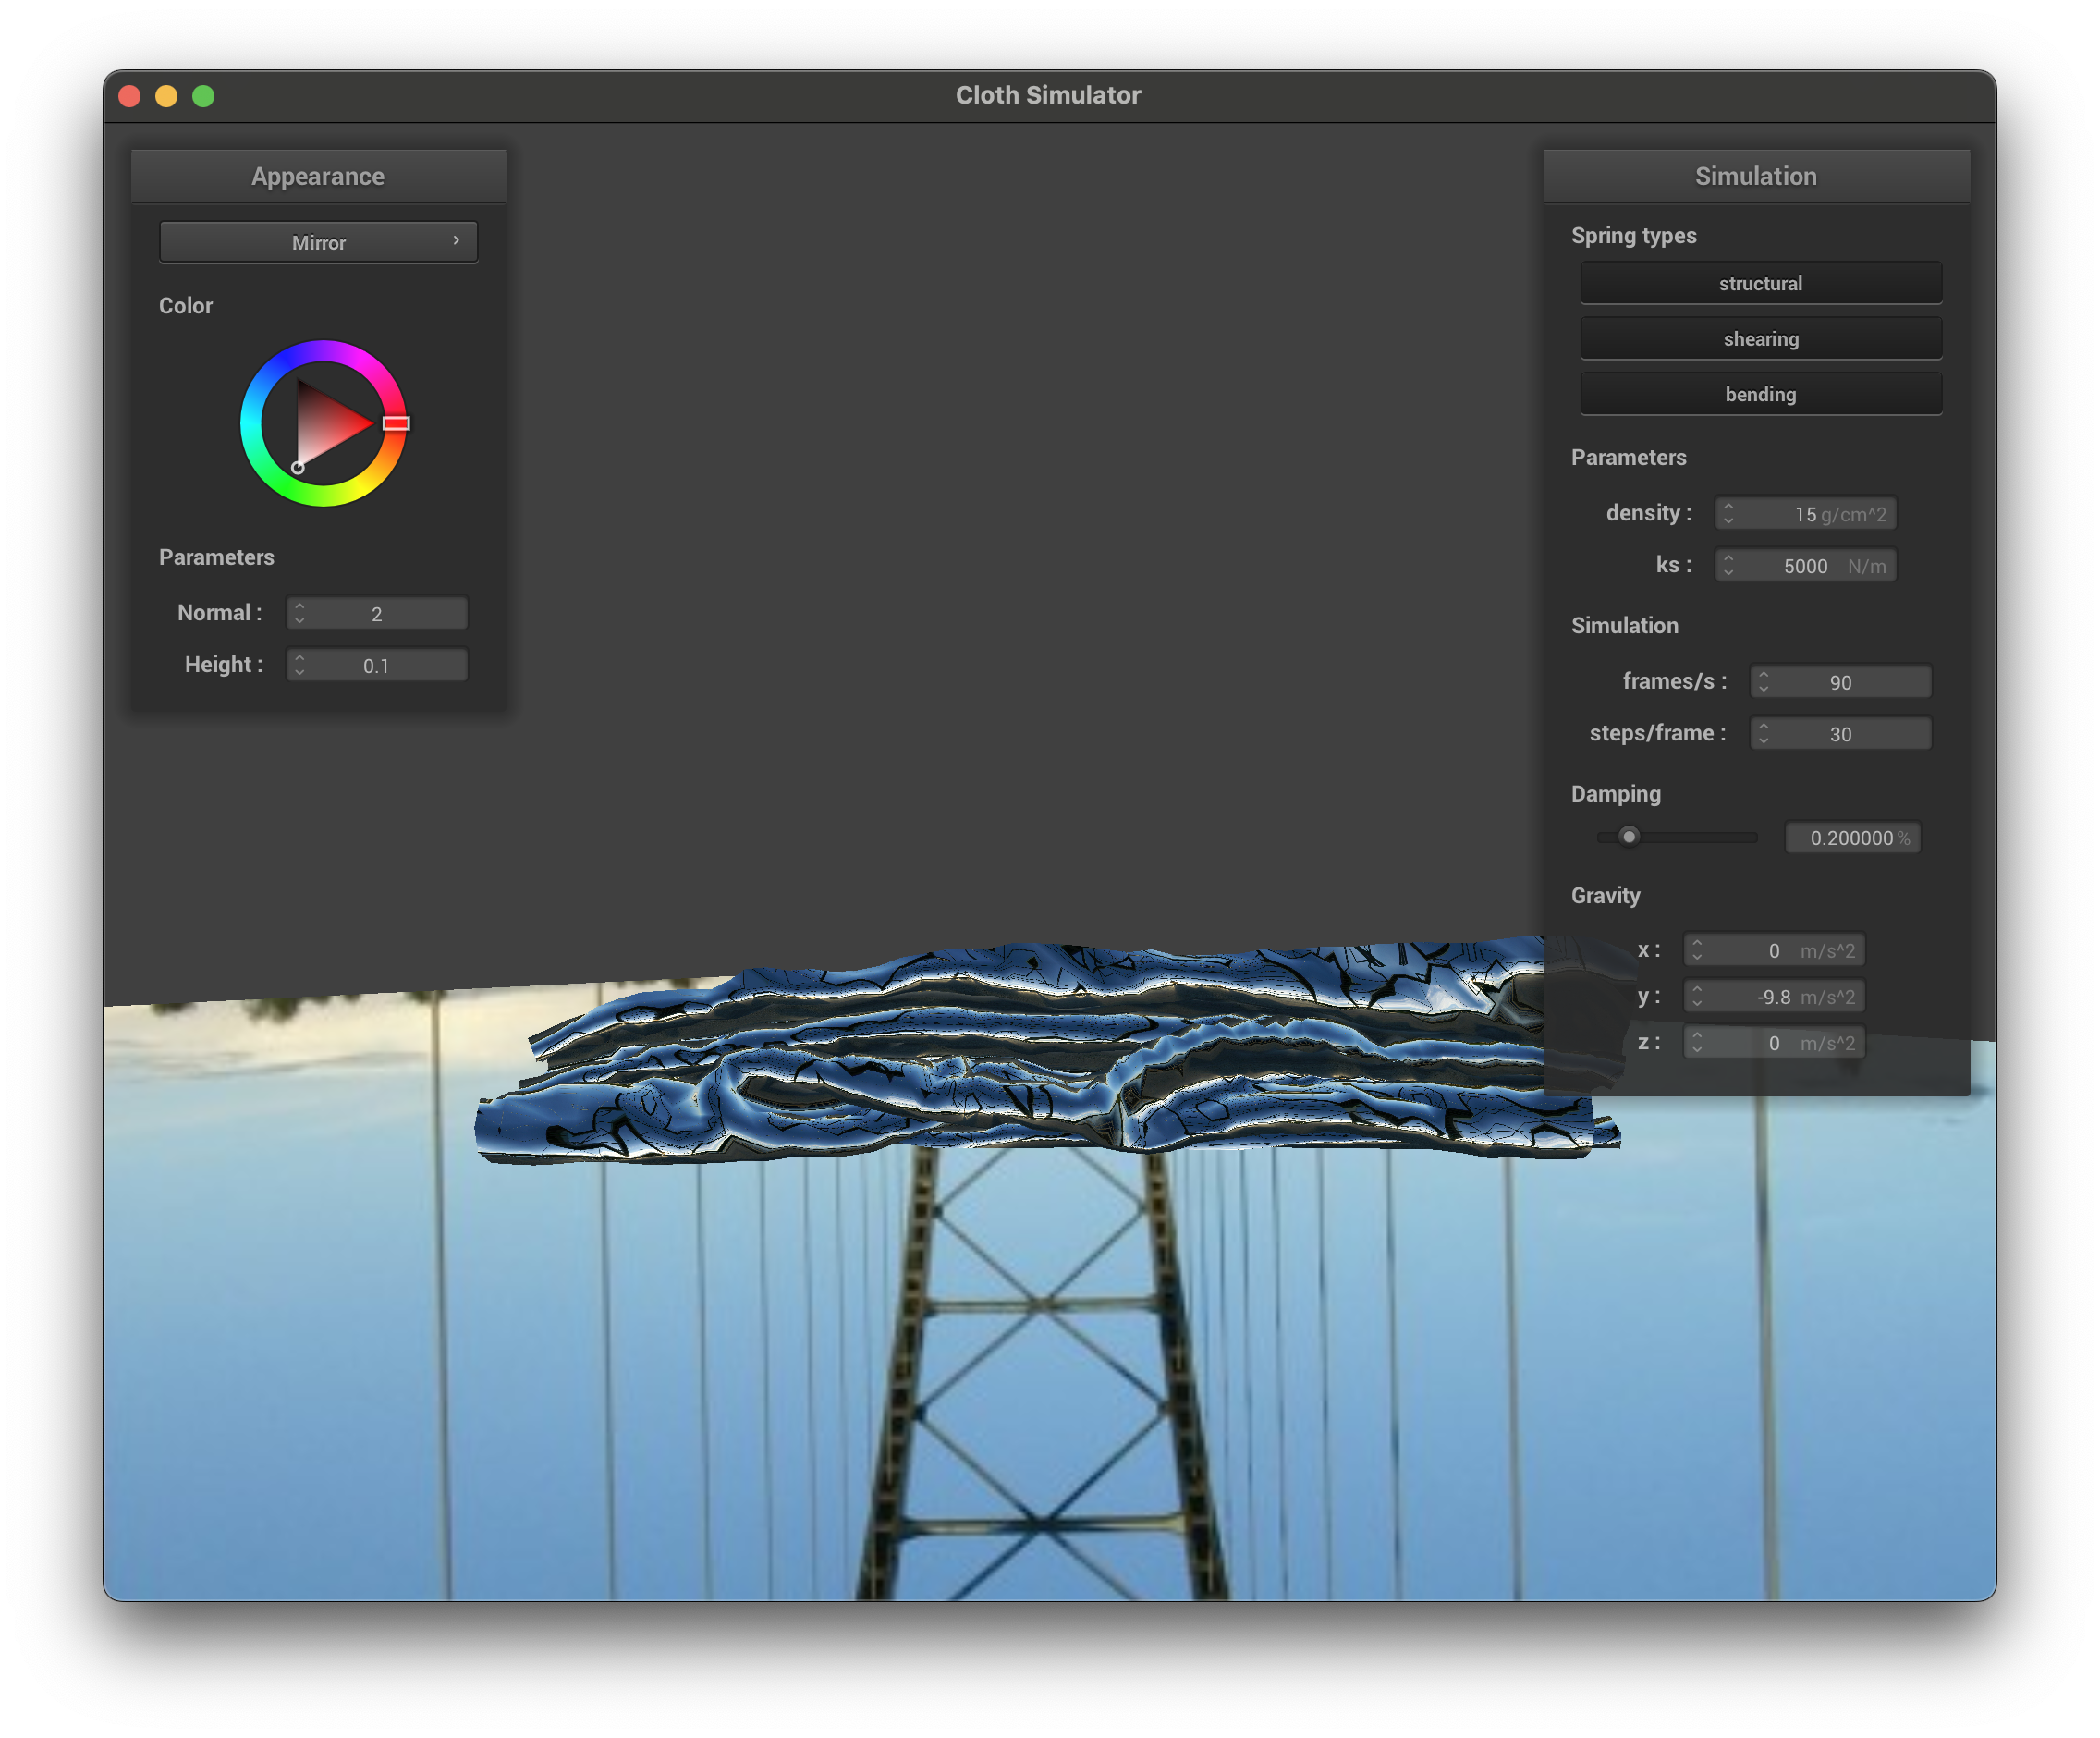 Cloth Simulator
Appearance
Mirror
Color
Parameters
Normal : 2
Height : 0.1
Simulation
Spring types
structural
shearing
bending
Parameters
density : 15 g/cm^2
ks : 5000 N/m
Simulation
frames/s : 90
steps/frame : 30
Damping
0.200000 %
Gravity
x : 0 m/s^2
y : -9.8 m/s^2
z : 0 m/s^2